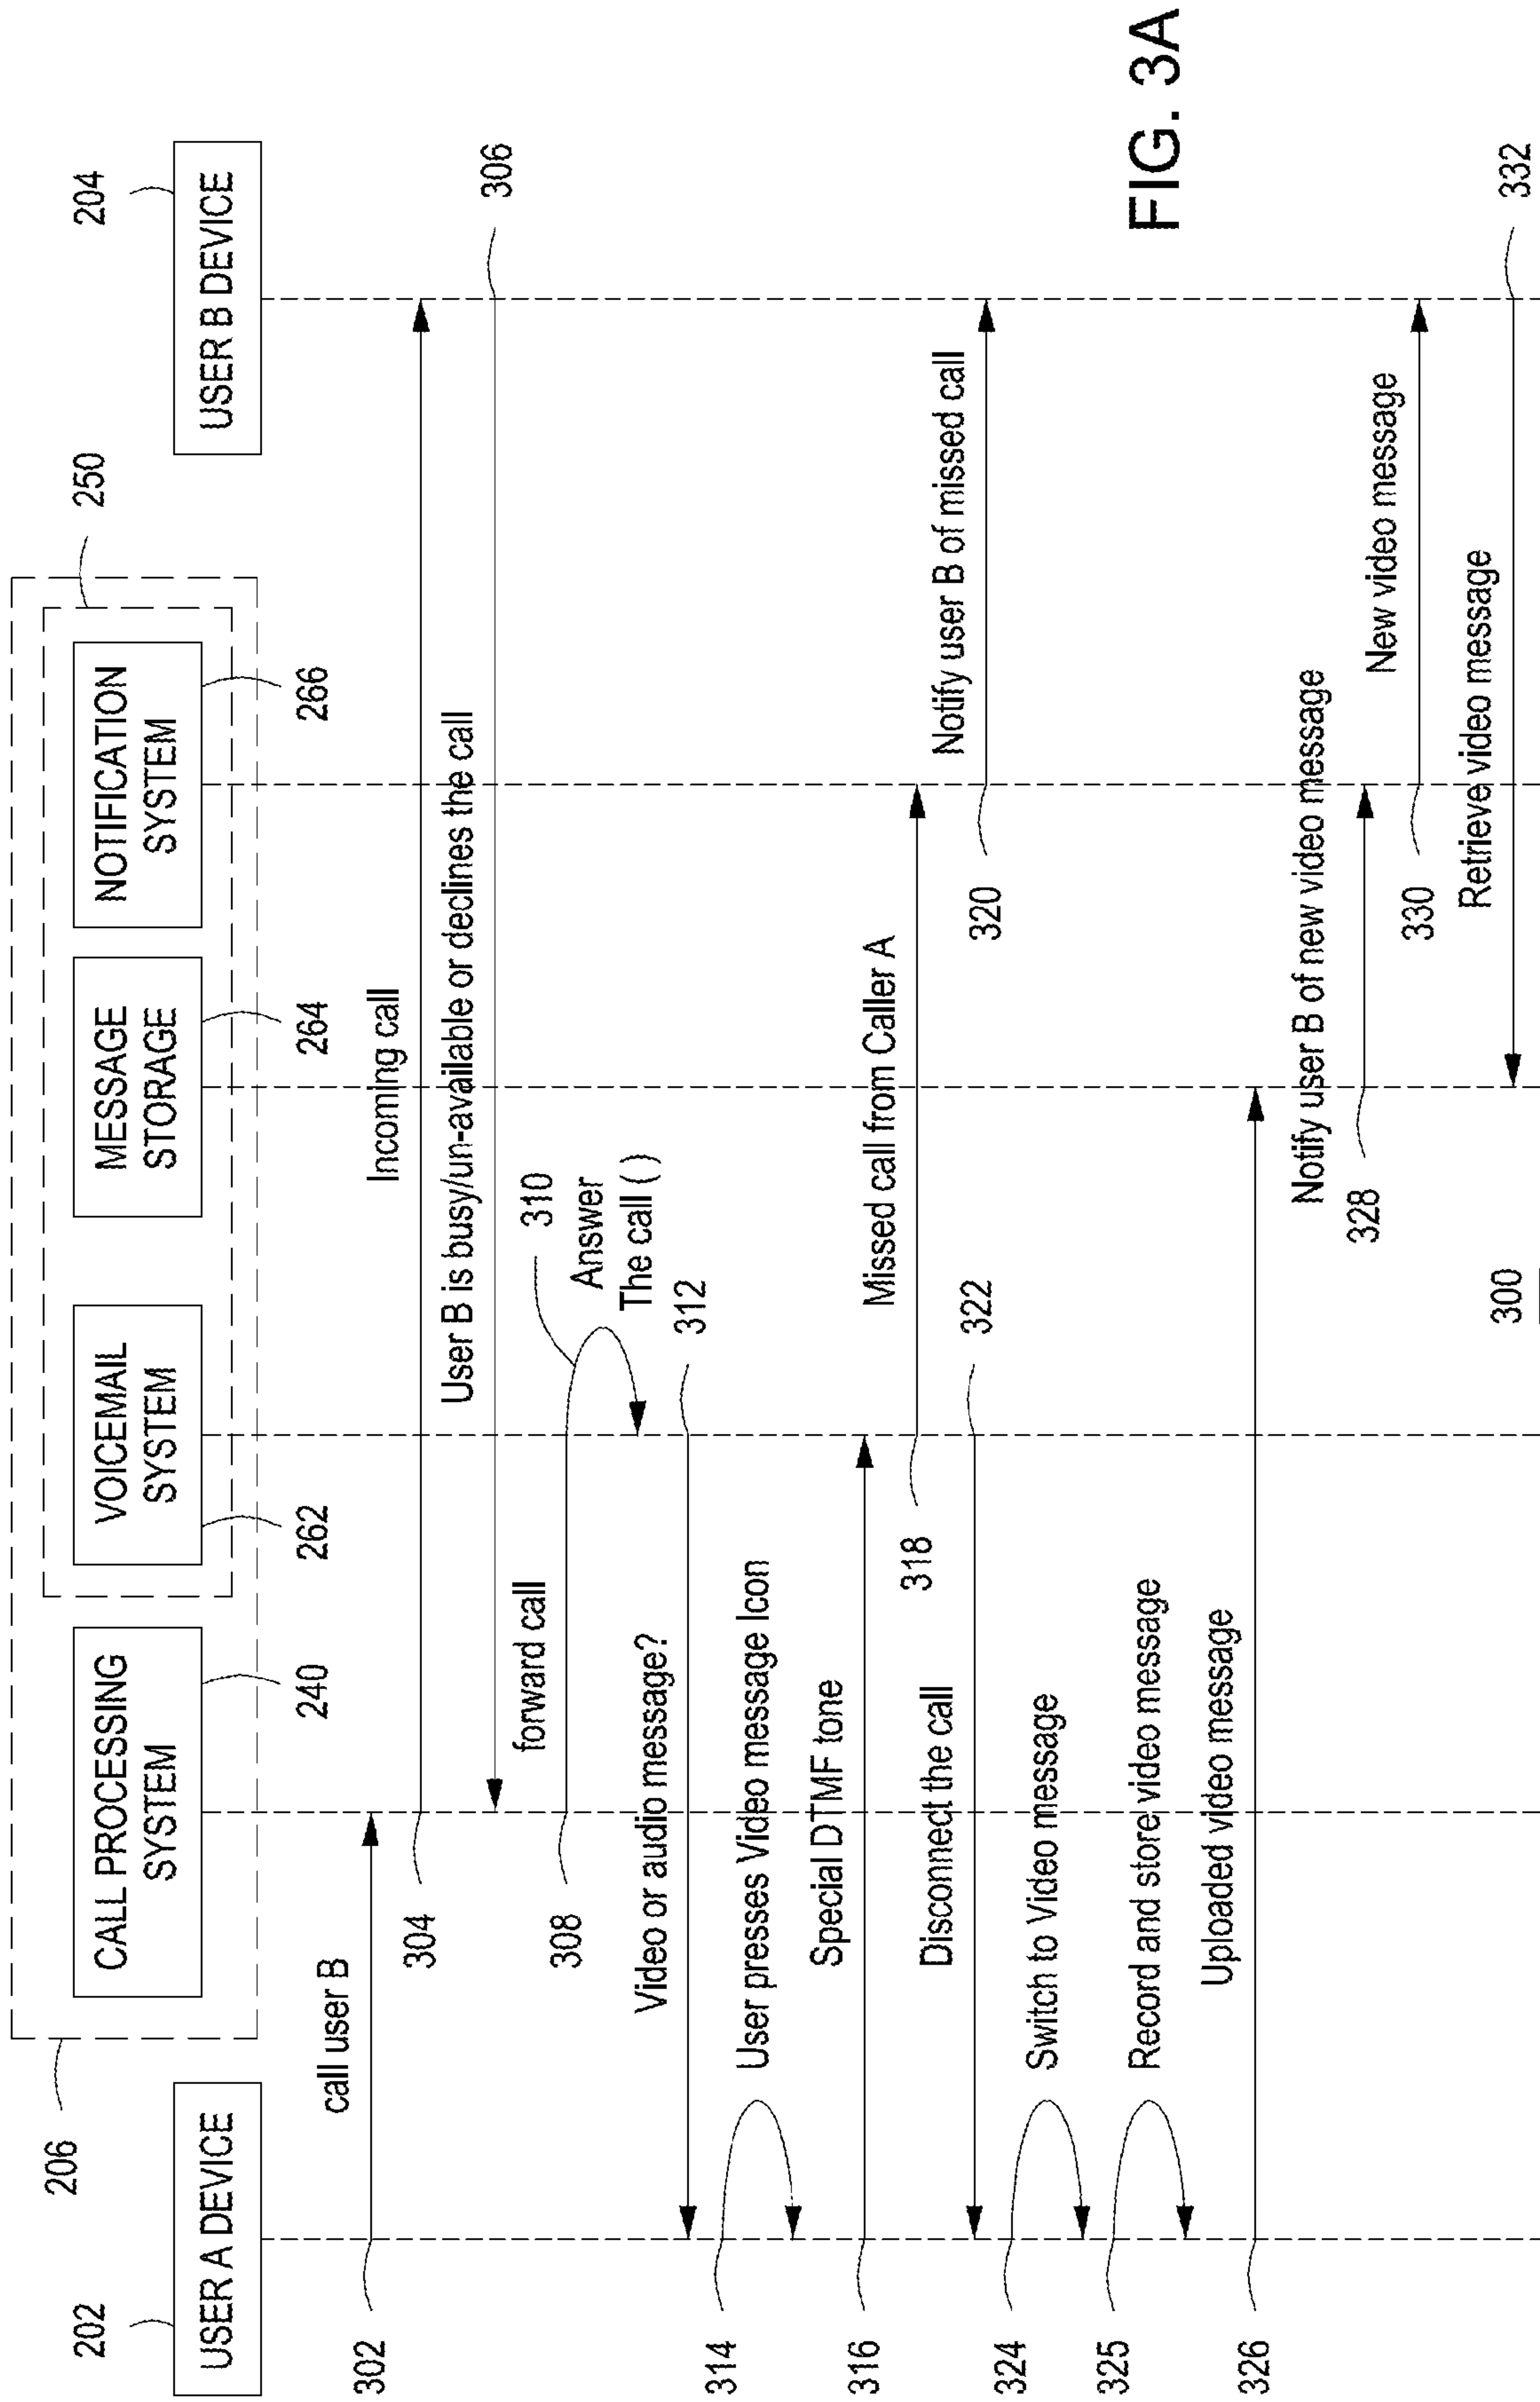 202
USER A DEVICE
206
CALL PROCESSING
SYSTEM
240
VOICEMAIL
SYSTEM
262
MESSAGE
STORAGE
264
NOTIFICATION
SYSTEM
266
250
204
USER B DEVICE
302
call user B
304
Incoming call
306
User B is busy/un-available or declines the call
308
forward call
310
Answer
The call ( )
312
Video or audio message?
314
User presses Video message Icon
316
Special DTMF tone
318
Missed call from Caller A
320
Notify user B of missed call
322
Disconnect the call
324
Switch to Video message
325
Record and store video message
326
Uploaded video message
328
Notify user B of new video message
330
New video message
332
Retrieve video message
300
FIG. 3A